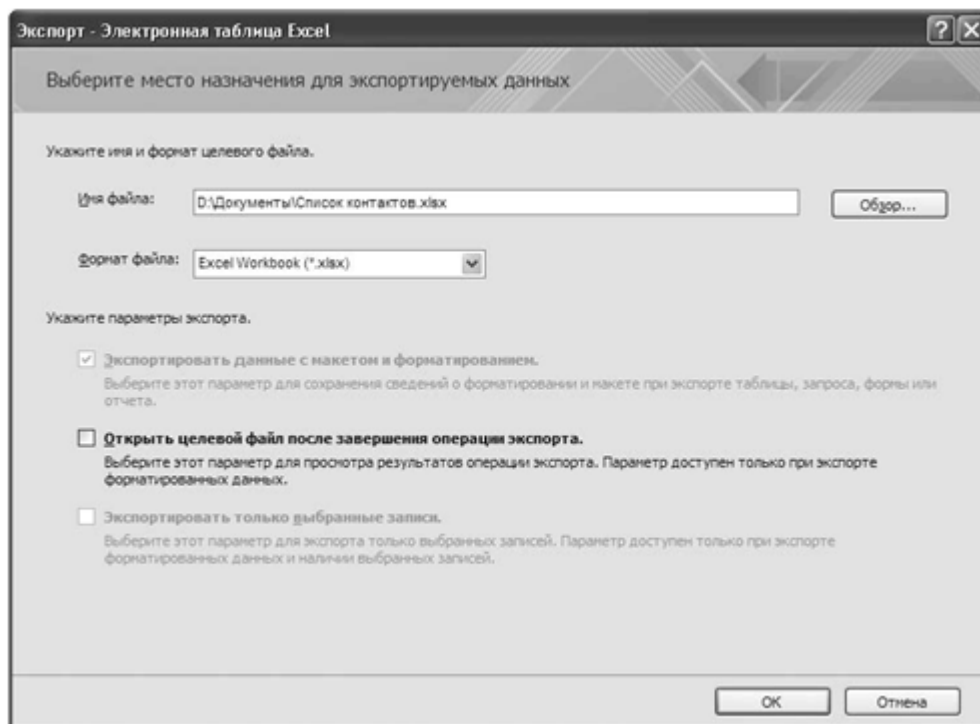 Экспорт - Электронная таблица Excel
Выберите место назначения для экспортируемых данных
Укажите имя и формат целевого файла.
Имя файла:
D:\Документы\Список контактов.xlsx
Обзор...
Формат файла:
Excel Workbook (*.xlsx)
Укажите параметры экспорта.
Экспортировать данные с макетом и форматированием.
Выберите этот параметр для сохранения сведений о форматировании и макете при экспорте таблицы, запроса, формы или
отчета.
Открыть целевой файл после завершения операции экспорта.
Выберите этот параметр для просмотра результатов операции экспорта. Параметр доступен только при экспорте
форматированных данных.
Экспортировать только выбранные записи.
Выберите этот параметр для экспорта только выбранных записей. Параметр доступен только при экспорте
форматированных данных и наличии выбранных записей.
OK
Отмена